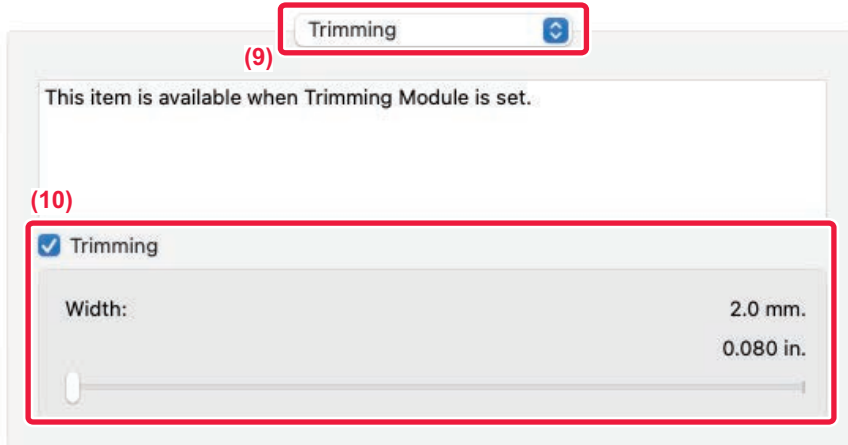 Trimming
(9)
This item is available when Trimming Module is set.
(10)
Trimming
Width: 2.0 mm.
0.080 in.